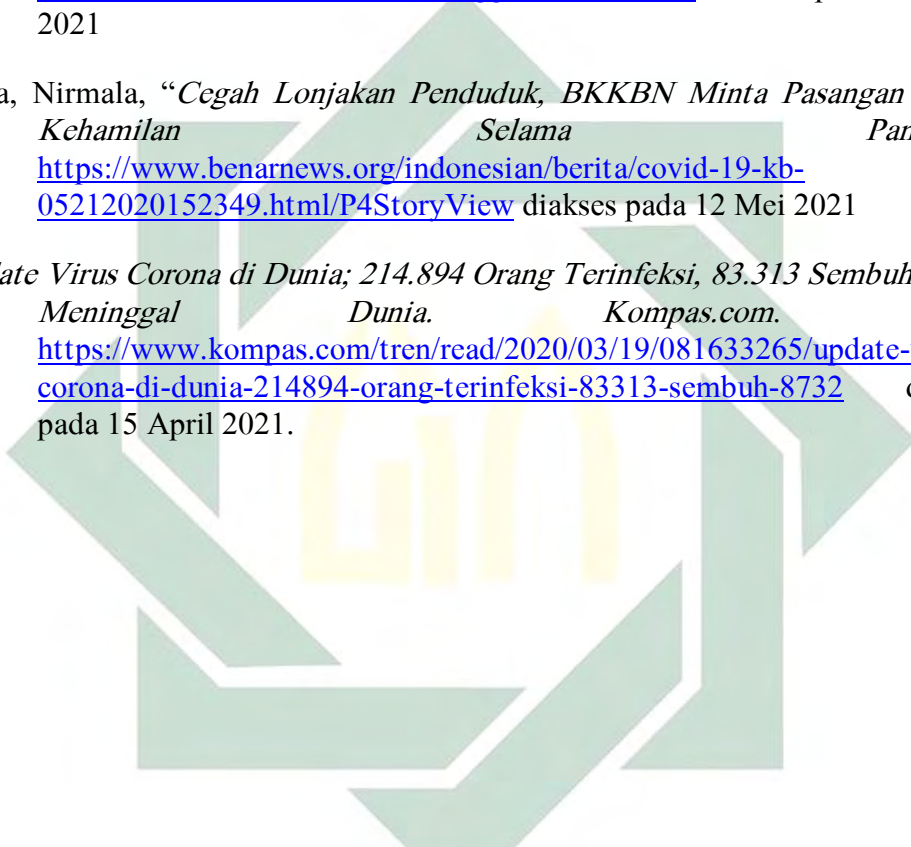 2021
Nirmala, “Cegah Lonjakan Penduduk, BKKBN Minta Pasangan
Kehamilan Selama
https://www.benarnews.org/indonesian/berita/covid-19-kb-
05212020152349.html/P4StoryView diakses pada 12 Mei 2021
Virus Corona di Dunia; 214.894 Orang Terinfeksi, 83.313 Sembuh
Meninggal Dunia. Kompas.com.
https://www.kompas.com/tren/read/2020/03/19/081633265/update-
corona-di-dunia-214894-orang-terinfeksi-83313-sembuh-8732
pada 15 April 2021.